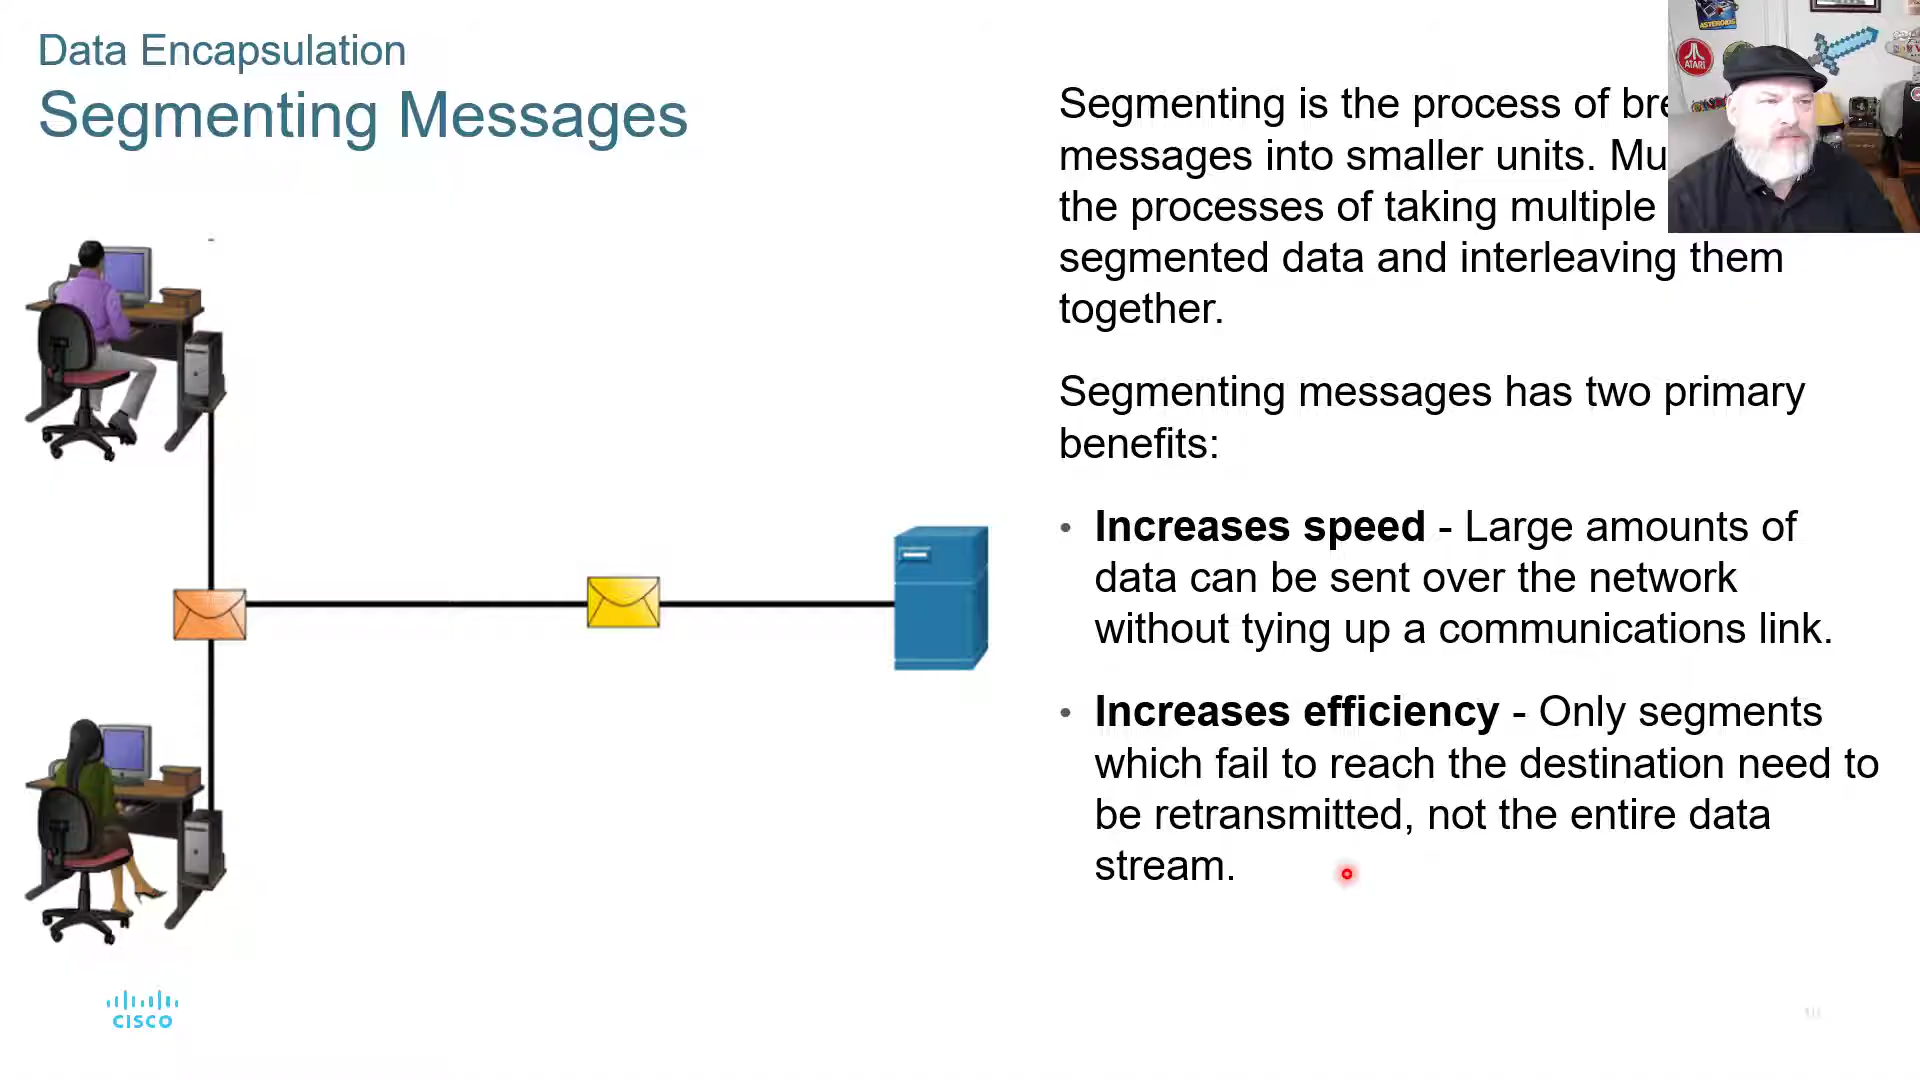 Data Encapsulation
Segmenting Messages
Segmenting is the process of
messages into smaller units.
the processes of taking multiple
segmented data and interleaving them
together.
Segmenting messages has two primary
benefits:
• Increases speed - Large amounts of
data can be sent over the network
without tying up a communications link.
• Increases efficiency - Only segments
which fail to reach the destination need to
be retransmitted, not the entire data
stream.
CISCO
ASTEROIDS
ATARI